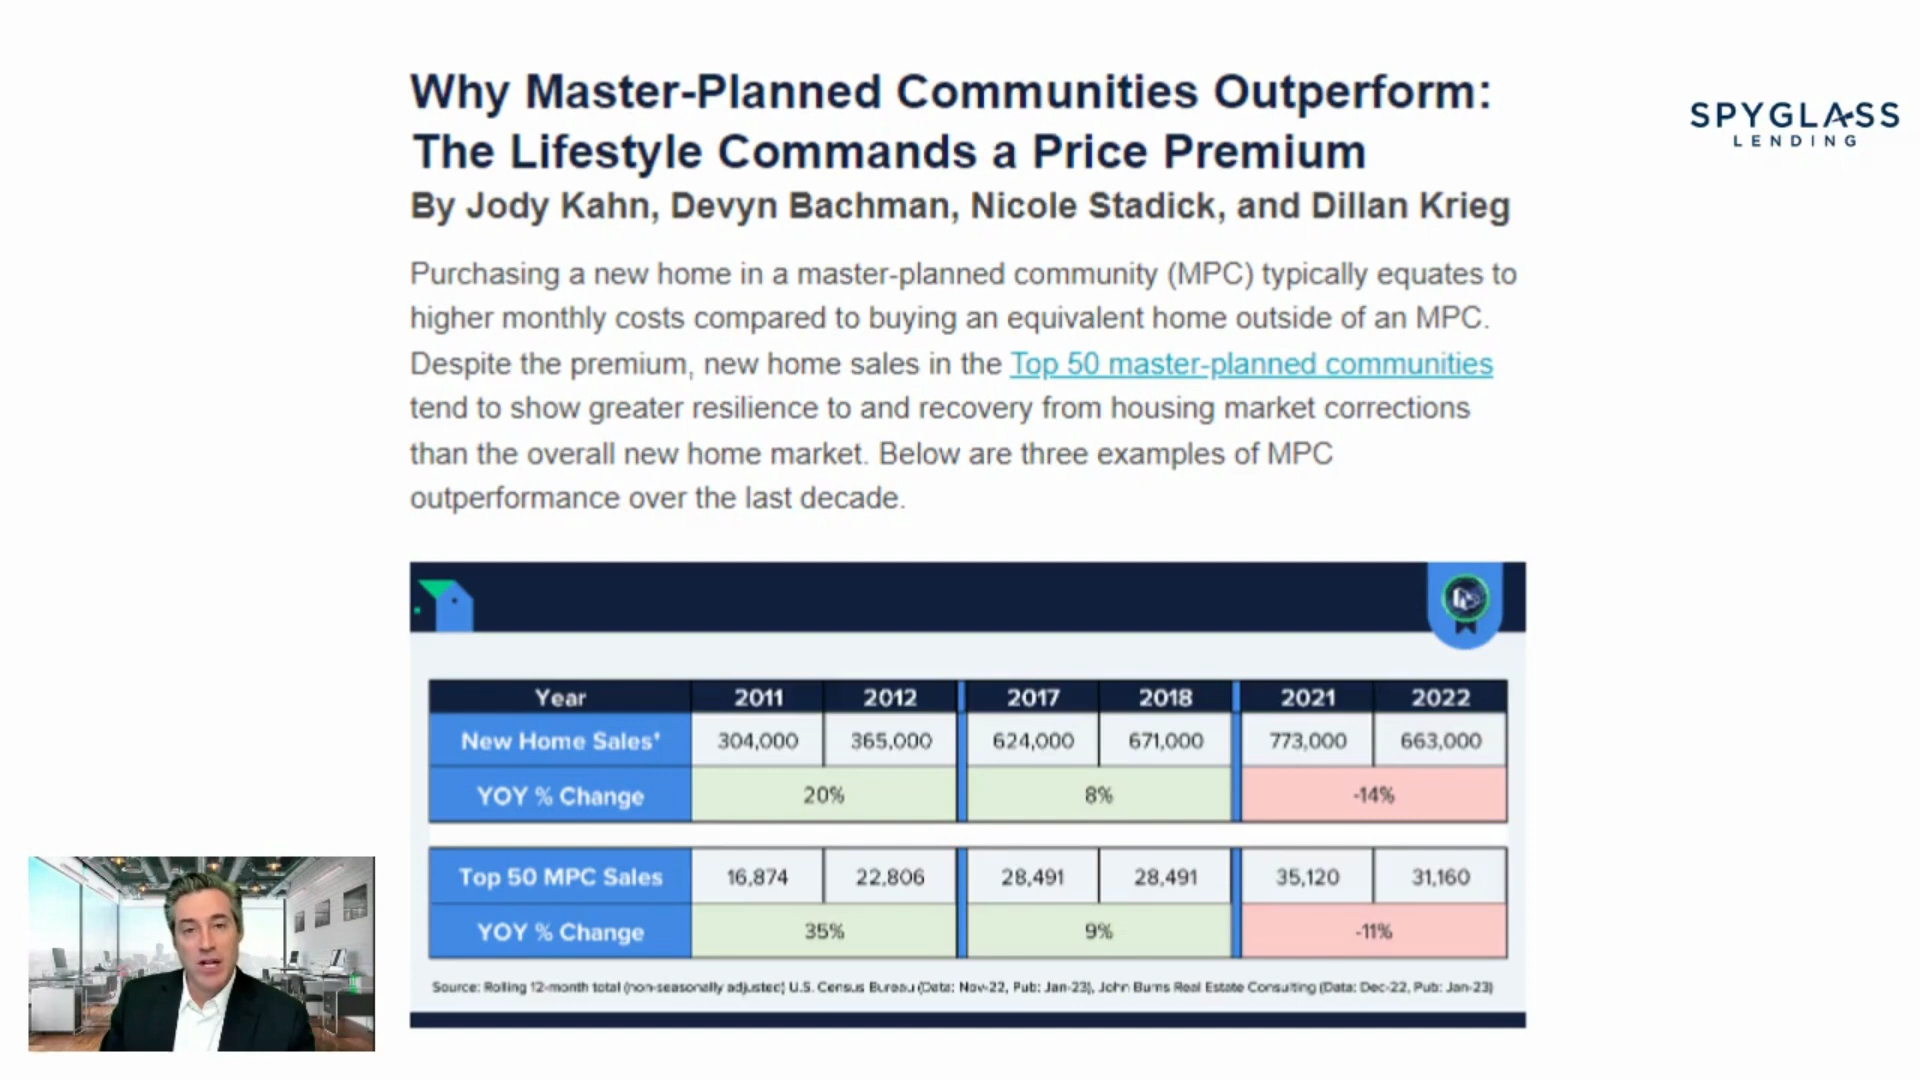 Why Master-Planned Communities Outperform:
The Lifestyle Commands a Price Premium
By Jody Kahn, Devyn Bachman, Nicole Stadick, and Dillan Krieg
SPYGLASS
LENDING
Purchasing a new home in a master-planned community (MPC) typically equates to
higher monthly costs compared to buying an equivalent home outside of an MPC.
Despite the premium, new home sales in the Top 50 master-planned communities
tend to show greater resilience to and recovery from housing market corrections
than the overall new home market. Below are three examples of MPC
outperformance over the last decade.
Year 2011 2012 2017 2018 2021 2022
New Home Sales* 304,000 365,000 624,000 671,000 773,000 663,000
YOY % Change 20% 8% -14%
Top 50 MPC Sales 16,874 22,806 28,491 28,491 35,120 31,160
YOY % Change 35% 9% -11%
Source: Rolling 12-month total (non-seasonally adjusted) U.S. Census Bureau (Data: Nov-22, Pub: Jan-23), John Burns Real Estate Consulting (Data: Dec-22, Pub: Jan-23)